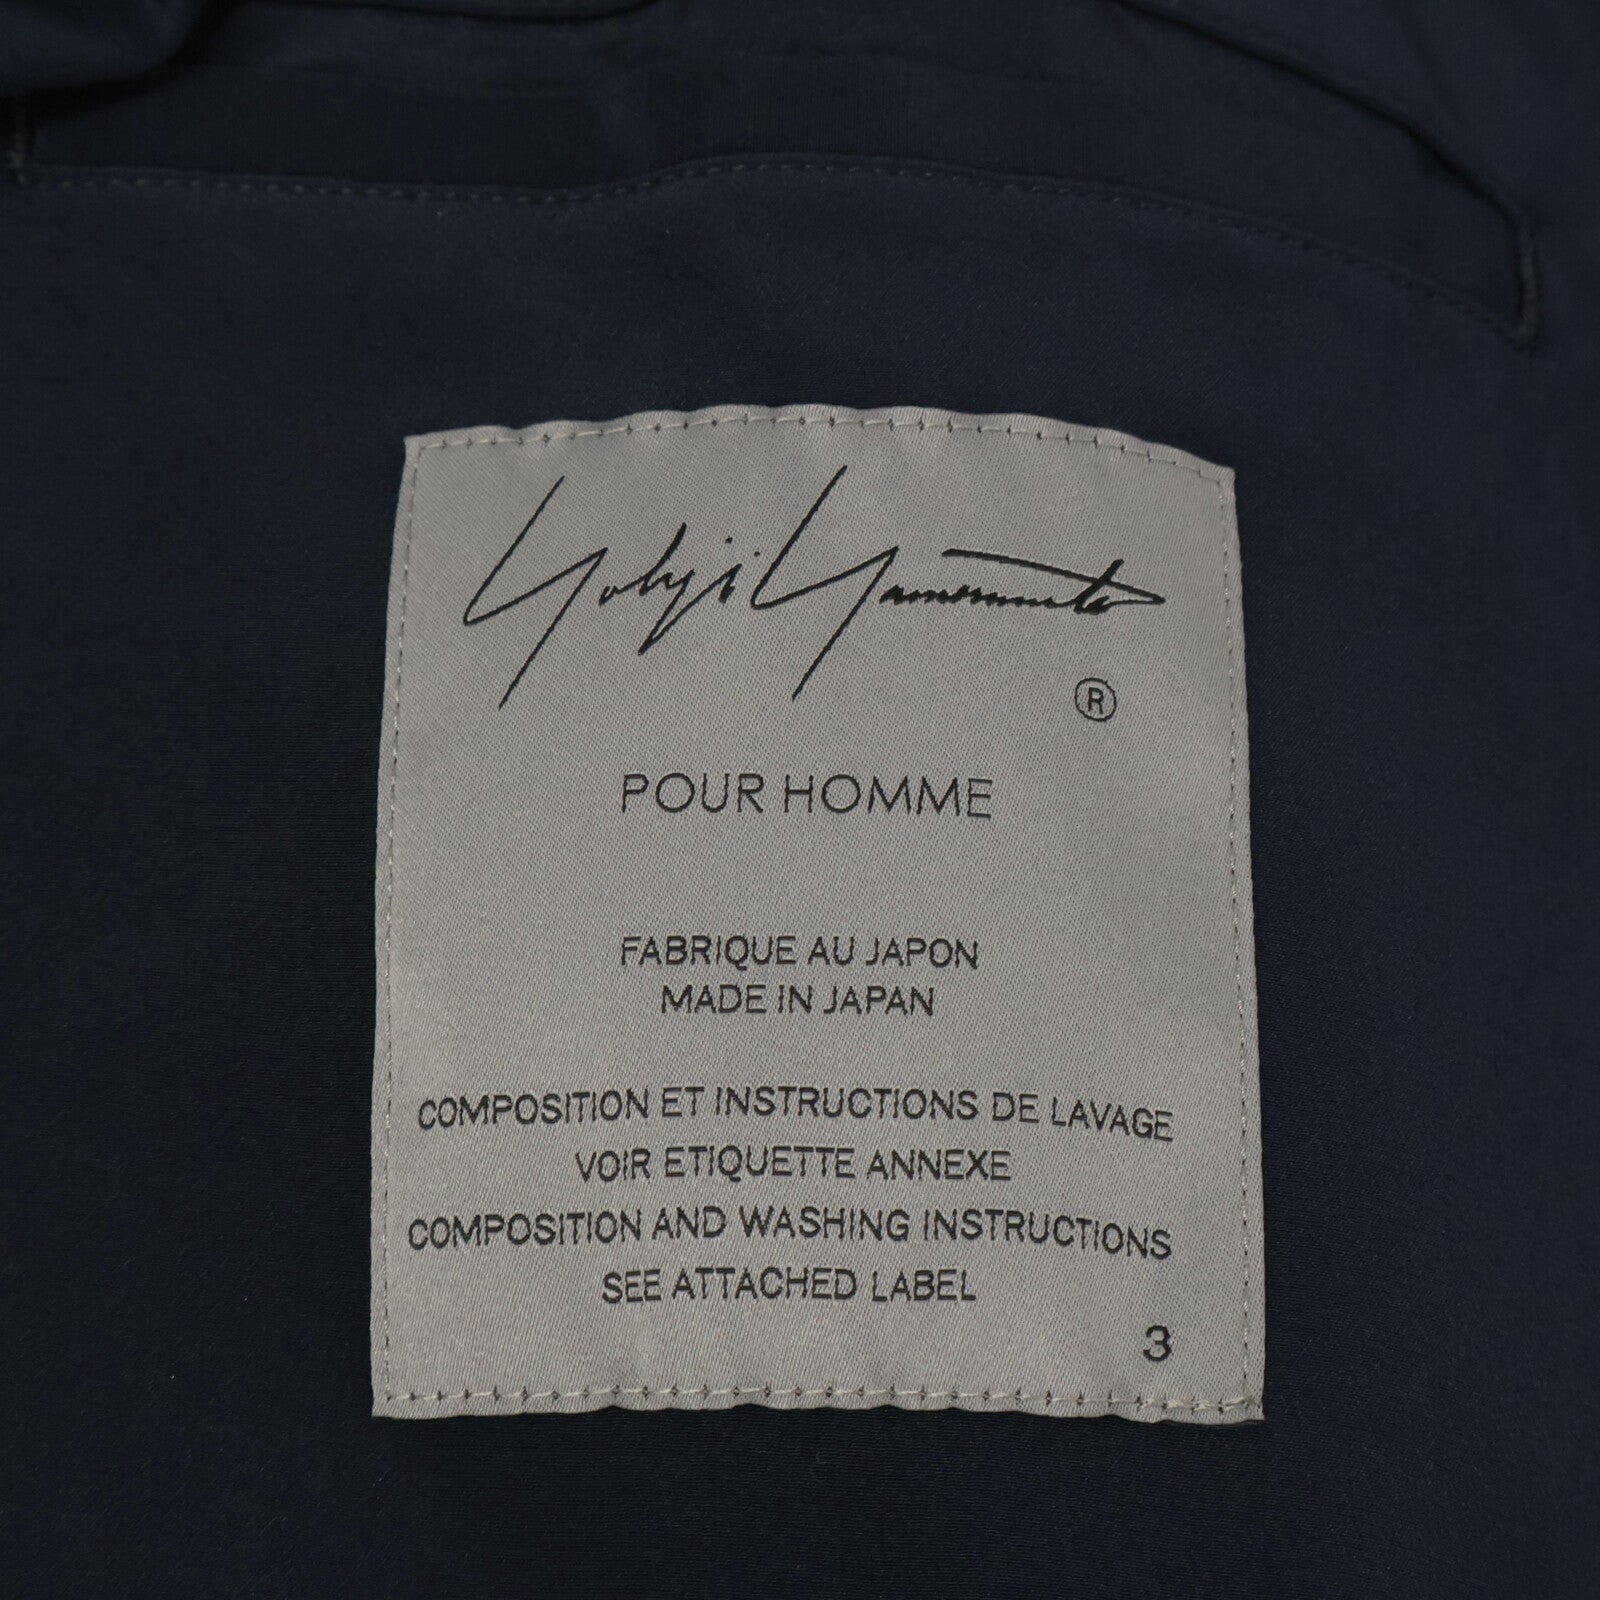 Yohji Yamamoto
®
POUR HOMME
FABRIQUE AU JAPON
MADE IN JAPAN
COMPOSITION ET INSTRUCTIONS DE LAVAGE
VOIR ETIQUETTE ANNEXE
COMPOSITION AND WASHING INSTRUCTIONS
SEE ATTACHED LABEL
3